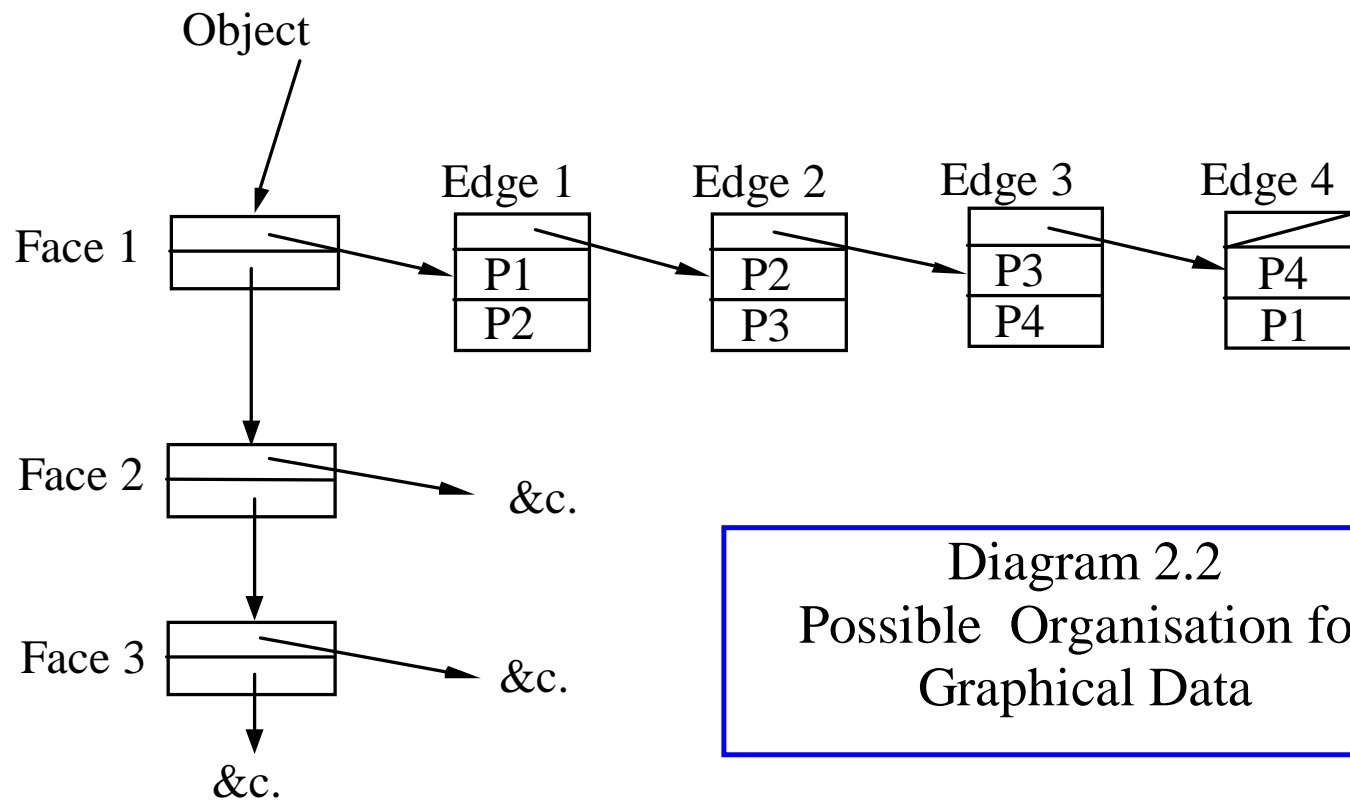 Object
Edge 1 Edge 2 Edge 3 Edge 4
Face 1
P1 P2 P3 P4
P2 P3 P4 P1
Face 2
&c.
Face 3
&c.
&c.
Diagram 2.2
Possible Organisation fo
Graphical Data